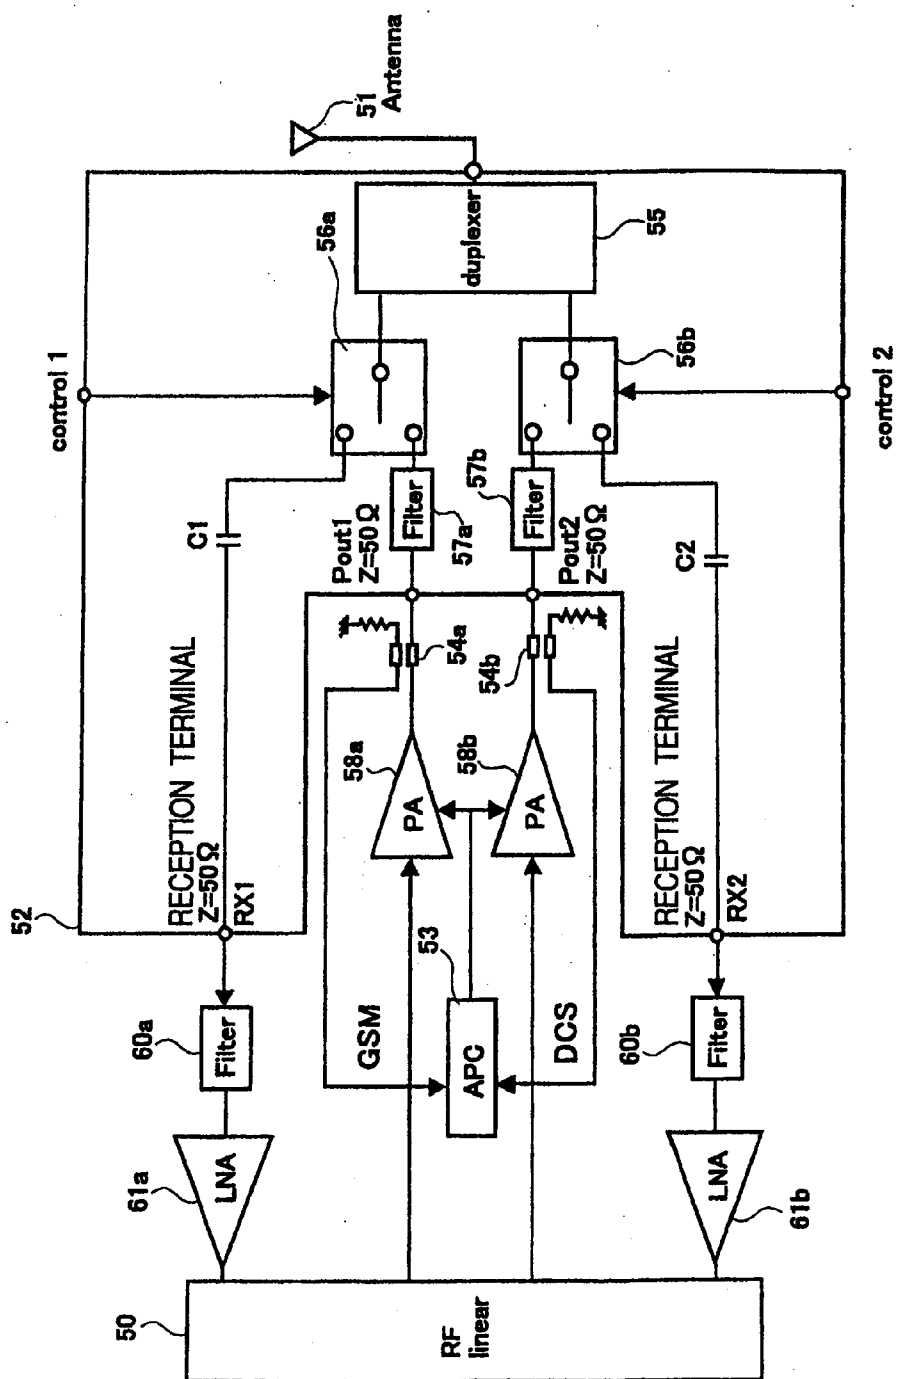 51
Antenna
52
control 1
56a
duplexer
55
56b
control 2
C1
Filter
57a
57b
Filter
Pout1
Z=50Ω
Pout2
Z=50Ω
C2
RECEPTION TERMINAL
Z=50Ω
RX1
54a
54b
RECEPTION TERMINAL
Z=50Ω
RX2
58a
PA
58b
PA
53
APC
GSM
DCS
60a
Filter
60b
Filter
61a
LNA
61b
LNA
50
RF
linear